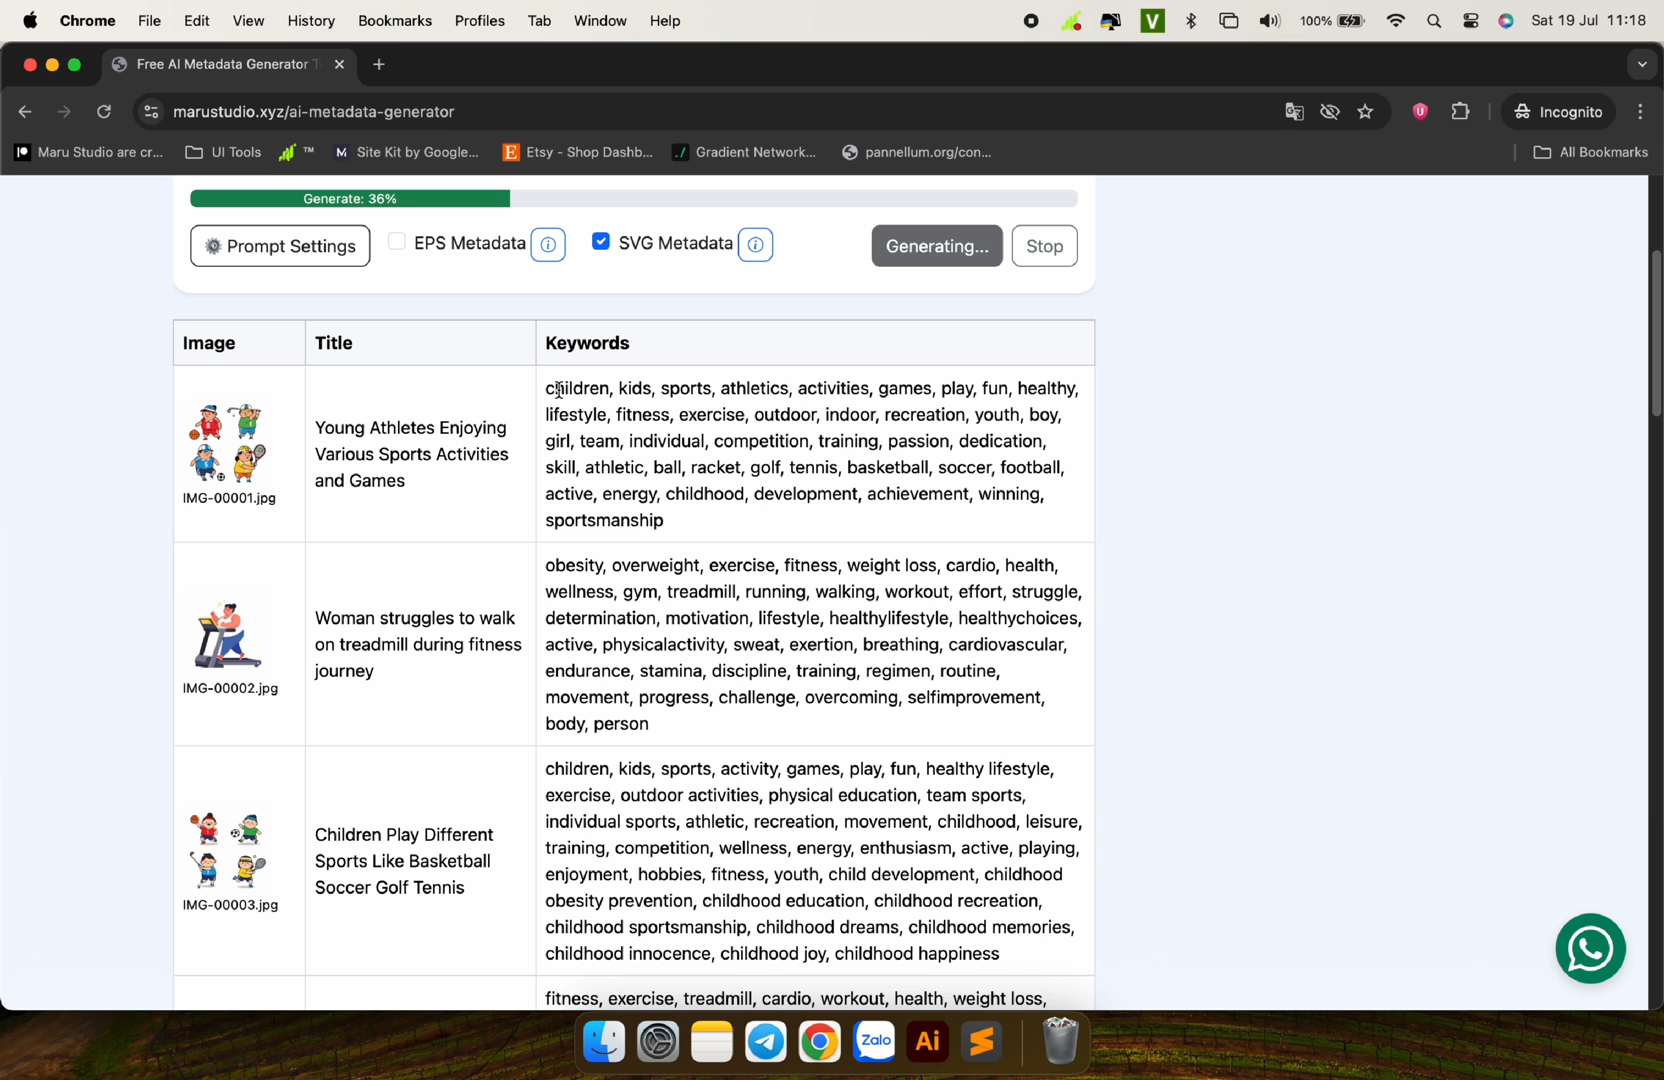 Chrome File Edit View History Bookmarks Profiles Tab Window Help V 100% Sat 19 Jul 11:18
Free AI Metadata Generator T
marustudio.xyz/ai-metadata-generator Incognito
Maru Studio are cr... UI Tools ™ M Site Kit by Google... E Etsy - Shop Dashb... Gradient Network... pannellum.org/con... All Bookmarks
Generate: 36%
Prompt Settings EPS Metadata SVG Metadata Generating... Stop
Image Title Keywords
IMG-00001.jpg
Young Athletes Enjoying
Various Sports Activities
and Games
children, kids, sports, athletics, activities, games, play, fun, healthy,
lifestyle, fitness, exercise, outdoor, indoor, recreation, youth, boy,
girl, team, individual, competition, training, passion, dedication,
skill, athletic, ball, racket, golf, tennis, basketball, soccer, football,
active, energy, childhood, development, achievement, winning,
sportsmanship
IMG-00002.jpg
Woman struggles to walk
on treadmill during fitness
journey
obesity, overweight, exercise, fitness, weight loss, cardio, health,
wellness, gym, treadmill, running, walking, workout, effort, struggle,
determination, motivation, lifestyle, healthylifestyle, healthychoices,
active, physicalactivity, sweat, exertion, breathing, cardiovascular,
endurance, stamina, discipline, training, regimen, routine,
movement, progress, challenge, overcoming, selfimprovement,
body, person
IMG-00003.jpg
Children Play Different
Sports Like Basketball
Soccer Golf Tennis
children, kids, sports, activity, games, play, fun, healthy lifestyle,
exercise, outdoor activities, physical education, team sports,
individual sports, athletic, recreation, movement, childhood, leisure,
training, competition, wellness, energy, enthusiasm, active, playing,
enjoyment, hobbies, fitness, youth, child development, childhood
obesity prevention, childhood education, childhood recreation,
childhood sportsmanship, childhood dreams, childhood memories,
childhood innocence, childhood joy, childhood happiness
fitness, exercise, treadmill, cardio, workout, health, weight loss,
Zalo Ai